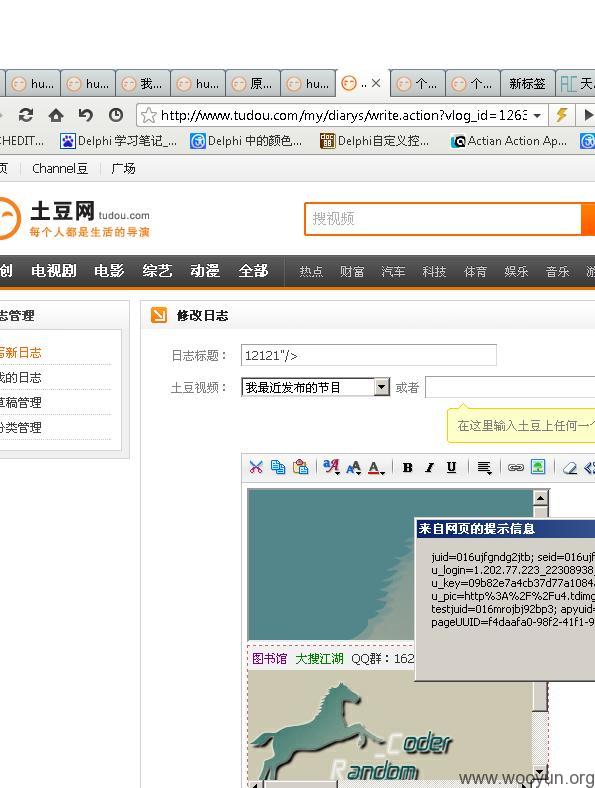 hu... hu... 我... hu... 原... hu... .. 个... 个... 新标签 天.
http://www.tudou.com/my/diarys/write.action?vlog_id=1263
CHEDIT... Delphi 学习笔记_... Delphi 中的颜色... Delphi自定义控... Actian Action Ap...
页 Channel豆 广场
土豆网 tudou.com
每个人都是生活的导演
搜视频
创 电视剧 电影 综艺 动漫 全部 热点 财富 汽车 科技 体育 娱乐 音乐 游
志管理
写新日志
我的日志
草稿管理
分类管理
修改日志
日志标题： 12121"/>
土豆视频： 我最近发布的节目 或者
在这里输入土豆上任何一个
B I U
来自网页的提示信息
juid=016ujfgndg2jtb; seid=016ujf
u_login=1.202.77.223_22308938_
u_key=09b82e7a4cb37d77a1084a
u_pic=http%3A%2F%2Fu4.tdimg
testjuid=016mrojbj92bp3; apyuid=
pageUUID=f4daafa0-98f2-41f1-9
图书馆 大搜江湖 QQ群：162
_Coder
Random
www.wooyun.org